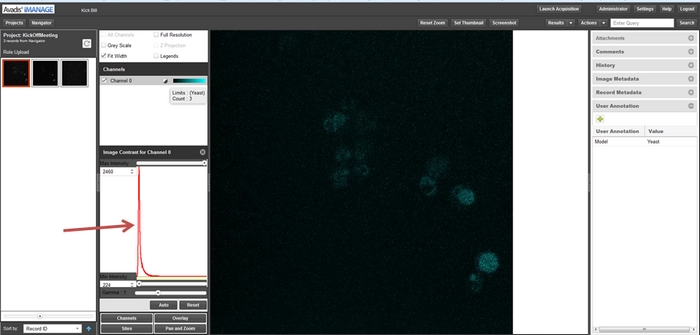 Avadis iMANAGE
Kick Bill
Launch Acquisition
Administrator
Settings
Help
Logout
Projects
Navigator
Reset Zoom
Set Thumbnail
Screenshot
Results
Actions
Enter Query
Search
Project: KickOffMeeting
3 records from Navigator
Role Upload
All Channels
Full Resolution
Grey Scale
Z Projection
Fit Width
Legends
Channels
Channel 0
Limits : (Yeast)
Count : 3
Image Contrast for Channel 0
Max Intensity:
2460
Min Intensity:
224
Gamma : 1
Auto
Reset
Channels
Overlay
Sites
Pan and Zoom
Sort by:
Record ID
Attachments
Comments
History
Image Metadata
Record Metadata
User Annotation
User Annotation
Value
Model
Yeast